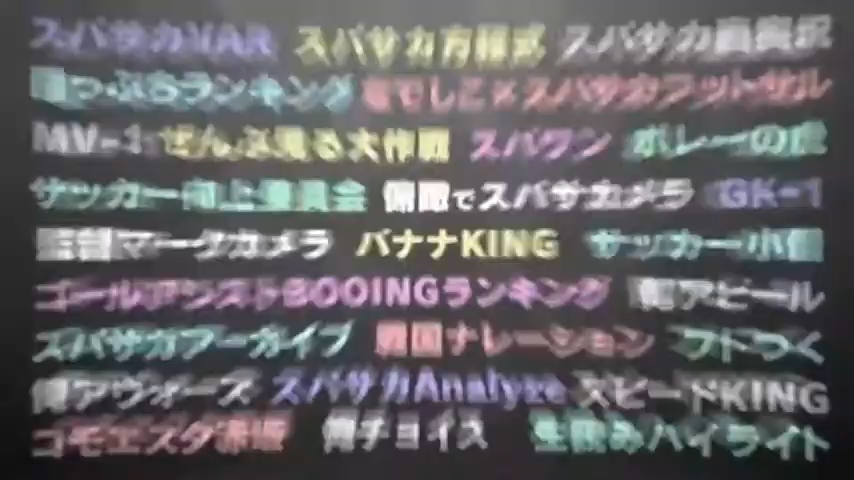 スパサカVAR スパサカ方程式 スパサカ裏実況
崖っぷちランキング なでしこ×スパサカフットサル
MV-1 ぜんぶ見る大作戦 スパワン ボレーの虎
サッカー向上委員会 俯瞰でスパサカメラ GK-1
監督マークカメラ バナナKING サッカー小僧
ゴールアシストBOOINGランキング 俺アピール
スパサカアーカイブ 戦国ナレーション フトつく
俺アウォーズ スパサカAnalyze スピードKING
コモエスタ赤坂 俺チョイス 生飲みハイライト